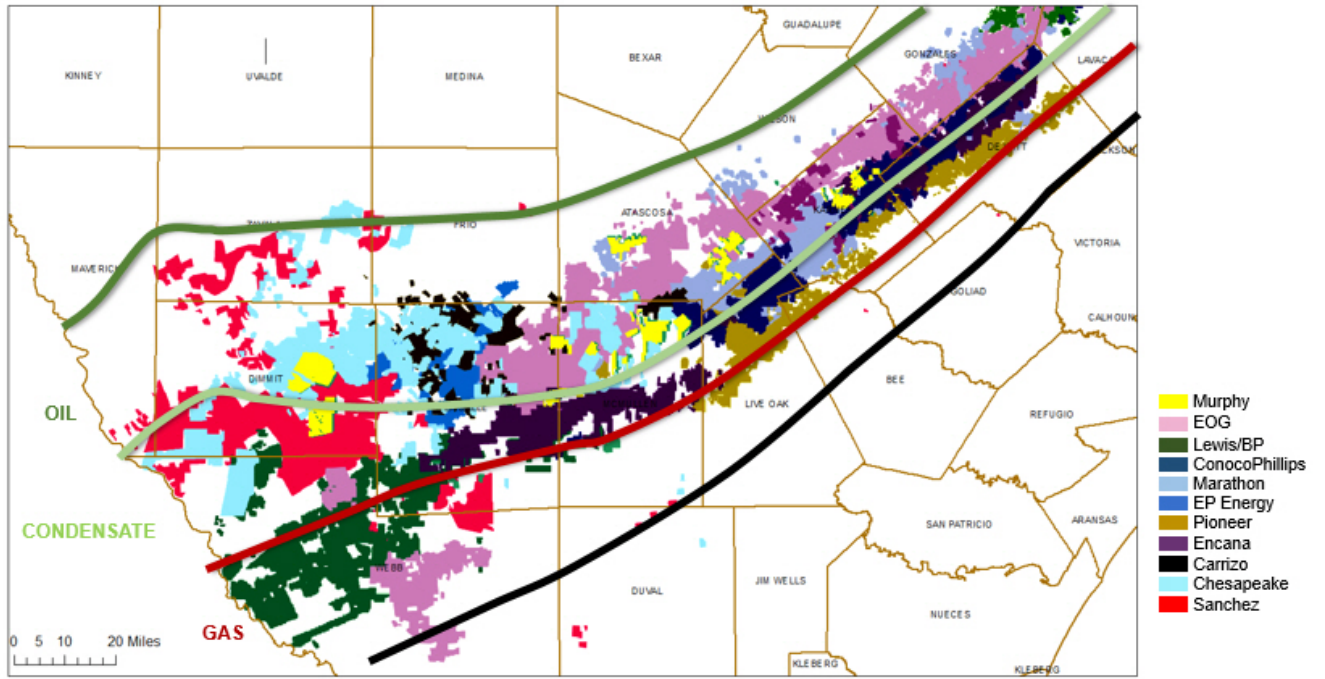 GUADALUPE
BEXAR
GONZALES
KINNEY
UVALDE
MEDINA
LAVACA
WILSON
DEWITT
JACKSON
ATASCOSA
KARNES
ZAVALA
FRIO
MAVERICK
VICTORIA
GOLIAD
CALHOUN
DIMMIT
BEE
LIVE OAK
REFUGIO
OIL
CONDENSATE
SAN PATRICIO
ARANSAS
WEBB
DUVAL
JIM WELLS
NUECES
GAS
0 5 10 20 Miles
KLEBERG
KLEBERG
Murphy
EOG
Lewis/BP
ConocoPhillips
Marathon
EP Energy
Pioneer
Encana
Carrizo
Chesapeake
Sanchez